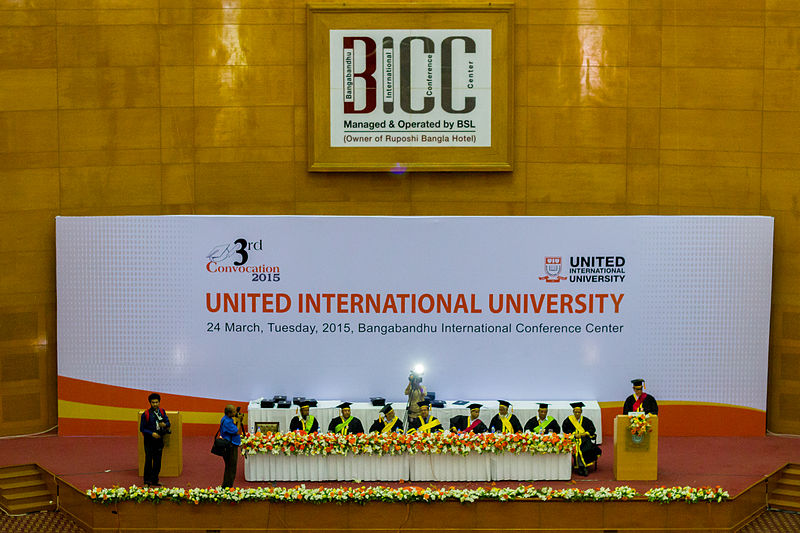 Bangabandhu
BICC
International
Conference
Center
Managed & Operated by BSL
(Owner of Ruposhi Bangla Hotel)
3rd
Convocation
2015
UNITED
INTERNATIONAL
UNIVERSITY
UNITED INTERNATIONAL UNIVERSITY
24 March, Tuesday, 2015, Bangabandhu International Conference Center